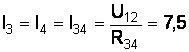 I₃ = I₄ = I₃₄ = U₁₂ / R₃₄ = 7,5